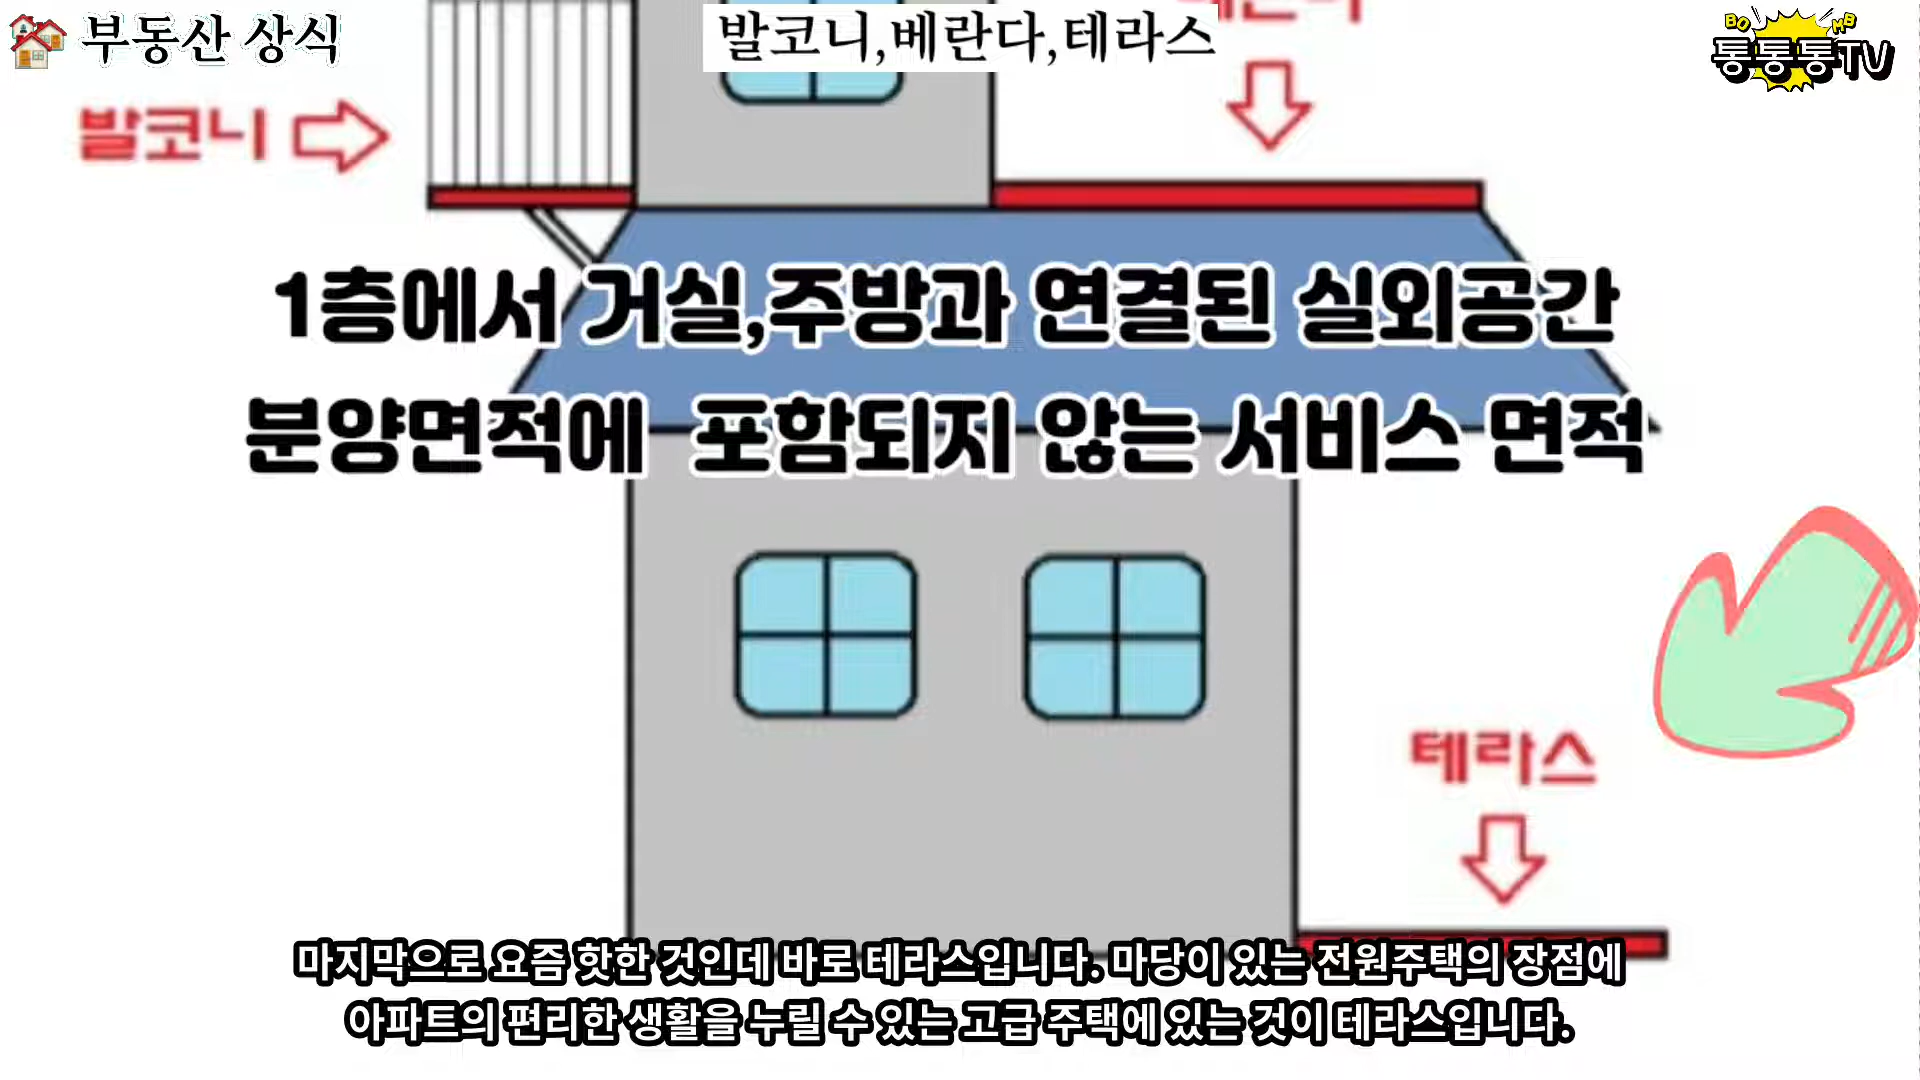 부동산 상식
발코니,베란다,테라스
BOMB
통통통TV
발코니
1층에서 거실,주방과 연결된 실외공간
분양면적에 포함되지 않는 서비스 면적
테라스
마지막으로 요즘 핫한 것인데 바로 테라스입니다. 마당이 있는 전원주택의 장점에
아파트의 편리한 생활을 누릴 수 있는 고급 주택에 있는 것이 테라스입니다.